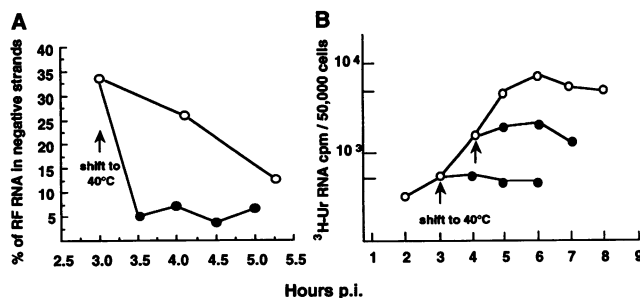 A
% of RF RNA in negative strands
40
35
30
25
20
15
10
5
shift to
40°C
2.5 3.0 3.5 4.0 4.5 5.0 5.5
B
³H-Ur RNA cpm / 50,000 cells
10⁴
10³
shift to 40°C
1 2 3 4 5 6 7 8 9
Hours p.i.